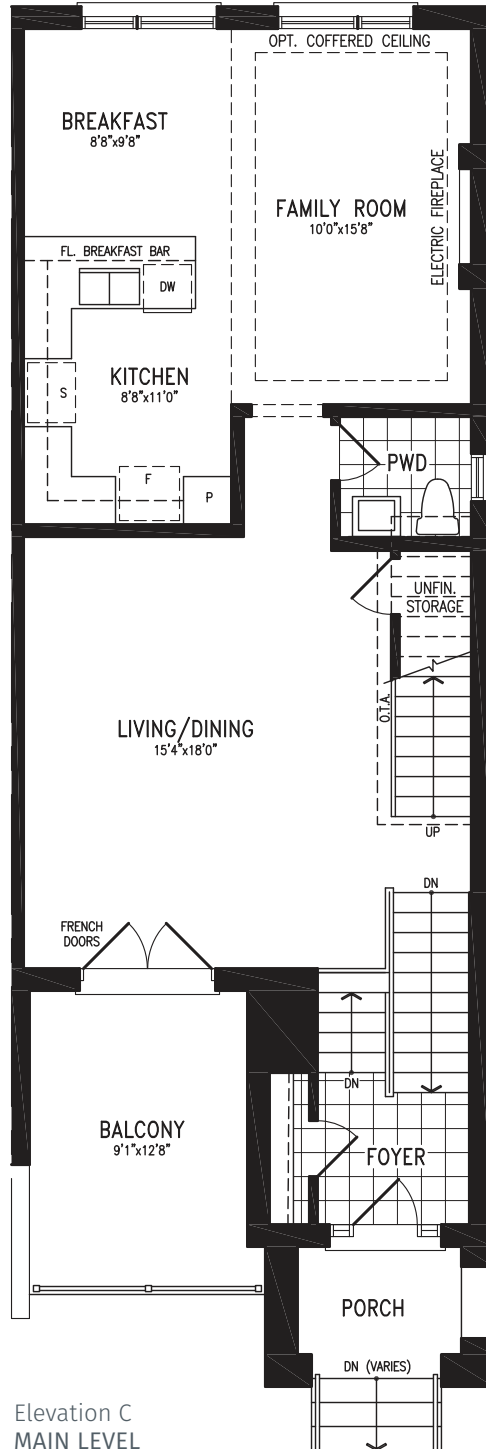 OPT. COFFERED CEILING
BREAKFAST
8'8"x9'8"
FAMILY ROOM
10'0"x15'8"
ELECTRIC FIREPLACE
FL. BREAKFAST BAR
DW
KITCHEN
8'8"x11'0"
S
F
P
PWD
UNFIN.
STORAGE
O.T.A.
LIVING/DINING
15'4"x18'0"
UP
DN
FRENCH
DOORS
DN
BALCONY
9'1"x12'8"
FOYER
PORCH
DN (VARIES)
Elevation C
MAIN LEVEL